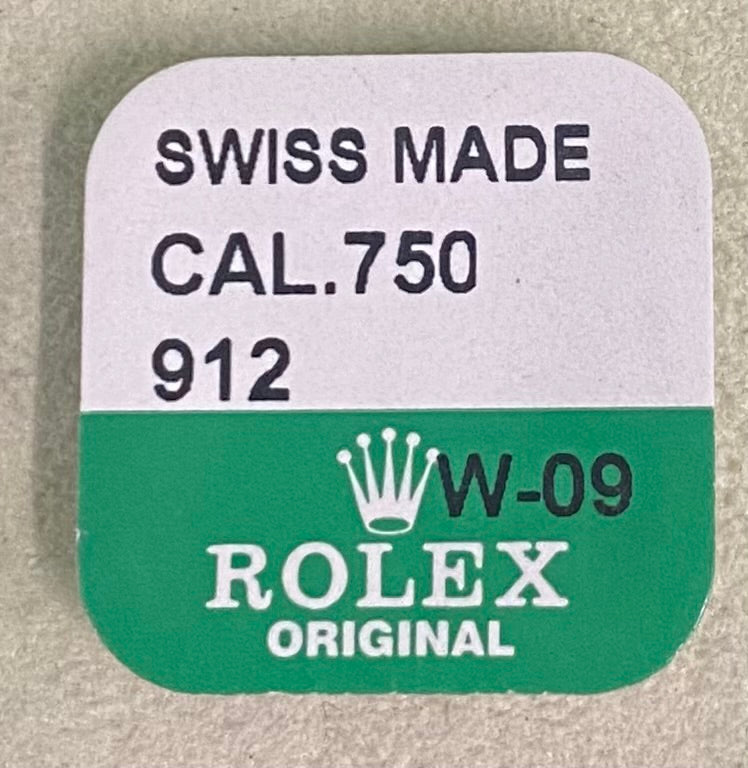 SWISS MADE
CAL.750
912
W-09
ROLEX
ORIGINAL